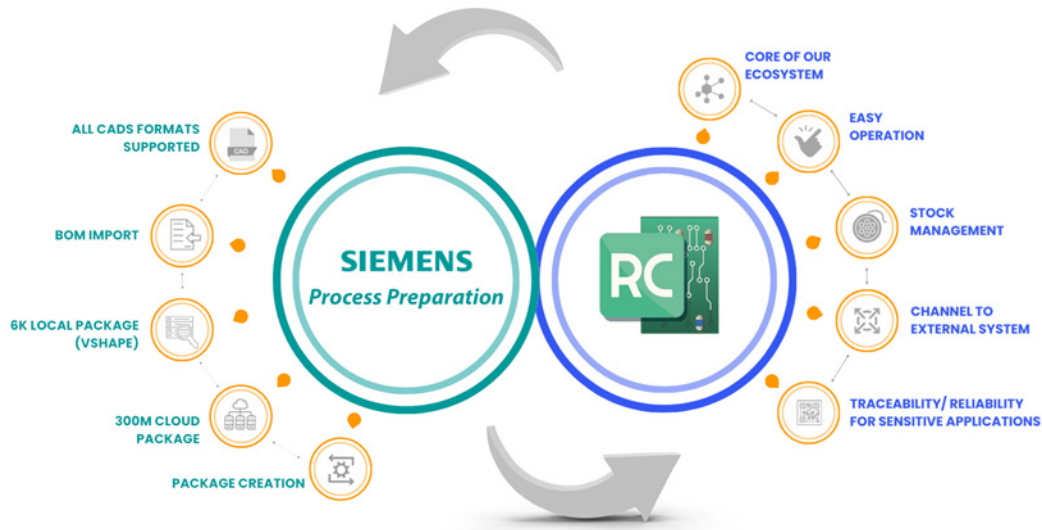 ALL CADS FORMATS
SUPPORTED
CAD
BOM IMPORT
6K LOCAL PACKAGE
(VSHAPE)
300M CLOUD
PACKAGE
PACKAGE CREATION
SIEMENS
Process Preparation
RC
CORE OF OUR
ECOSYSTEM
EASY
OPERATION
STOCK
MANAGEMENT
CHANNEL TO
EXTERNAL SYSTEM
TRACEABILITY/ RELIABILITY
FOR SENSITIVE APPLICATIONS